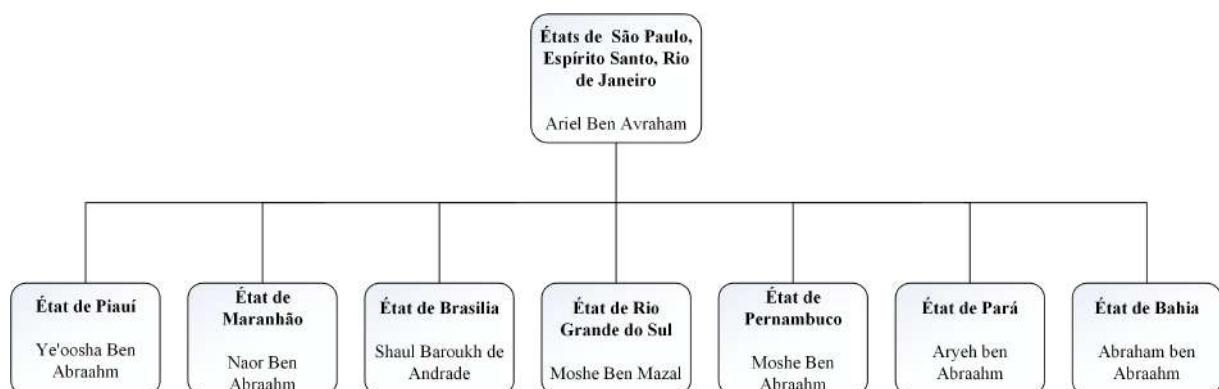 États de São Paulo,
Espírito Santo, Rio
de Janeiro
Ariel Ben Avraham
État de Piauí
Ye'oosha Ben
Abraahm
État de
Maranhão
Naor Ben
Abraahm
État de Brasilia
Shaul Baroukh de
Andrade
État de Rio
Grande do Sul
Moshe Ben Mazal
État de
Pernambuco
Moshe Ben
Abraahm
État de Pará
Aryeh ben
Abraahm
État de Bahia
Abraham ben
Abraahm